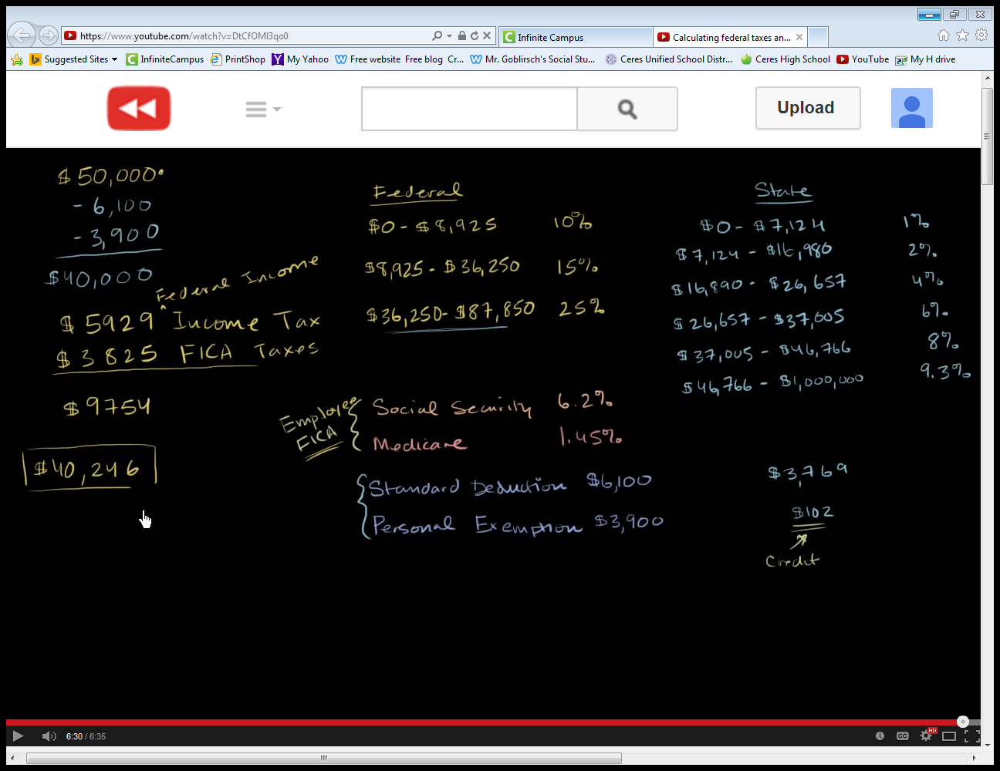 https://www.youtube.com/watch?v=DtCfOMI3qo0
Infinite Campus
Calculating federal taxes an...
Suggested Sites
InfiniteCampus
PrintShop
My Yahoo
Free website Free blog Cr...
Mr. Goblirsch's Social Stu...
Ceres Unified School Distr...
Ceres High School
YouTube
My H drive
Upload
$50,000.
- 6,100
- 3,900
$40,000
Federal Income
$ 5929 ^ Income Tax
$ 3825 FICA Taxes
$ 9754
$40,246
Federal
$0 - $8,925 10%
$8,925 - $36,250 15%
$36,250 - $87,850 25%
Employee FICA
Social Security 6.2%
Medicare 1.45%
Standard Deduction $6,100
Personal Exemption $3,900
State
$0 - $7,124 1%
$7,124 - $16,980 2%
$16,890 - $26,657 4%
$26,657 - $37,005 6%
$37,005 - $46,766 8%
$46,766 - $1,000,000 9.3%
$3,769
$102
Credit
6:30 / 6:35
CC
HD